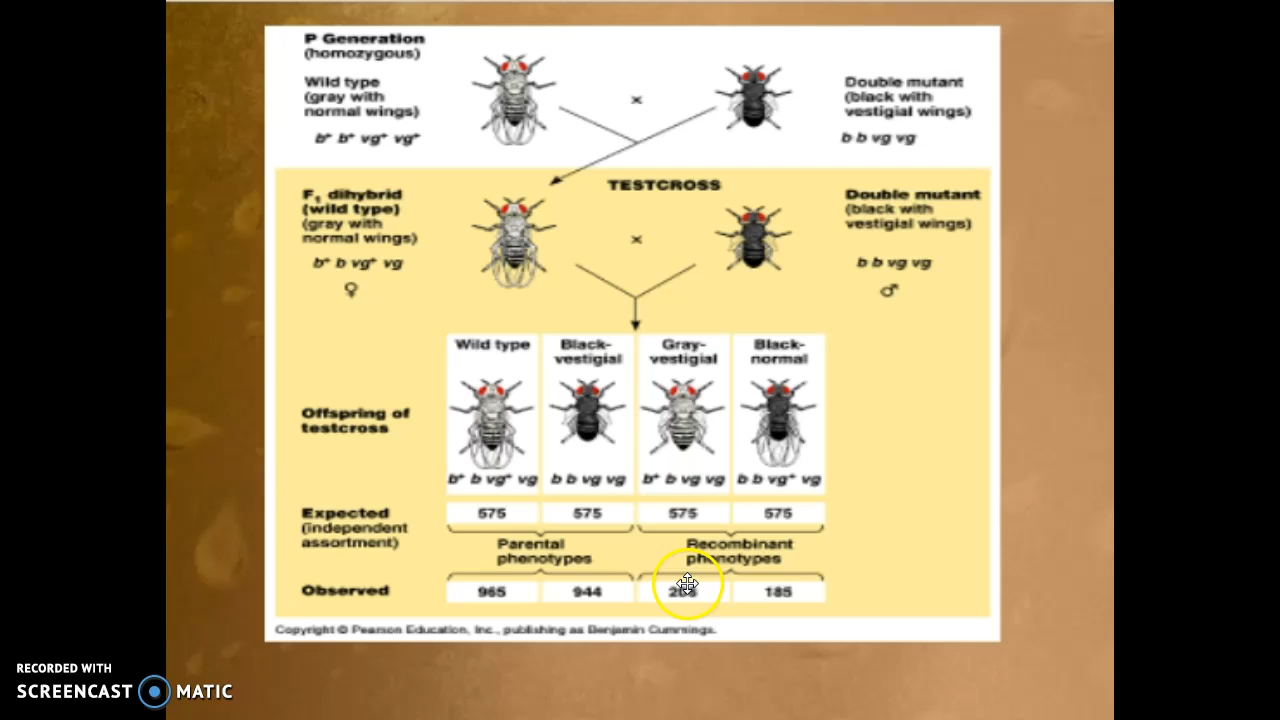 P Generation
(homozygous)
Wild type
(gray with
normal wings)
b⁺ b⁺ vg⁺ vg⁺
×
Double mutant
(black with
vestigial wings)
b b vg vg
F₁ dihybrid
(wild type)
(gray with
normal wings)
b⁺ b vg⁺ vg
♀
TESTCROSS
×
Double mutant
(black with
vestigial wings)
b b vg vg
♂
Offspring of
testcross
Wild type
b⁺ b vg⁺ vg
Black-
vestigial
b b vg vg
Gray-
vestigial
b⁺ b vg vg
Black-
normal
b b vg⁺ vg
Expected
(independent
assortment)
575 575 575 575
Parental
phenotypes
Recombinant
phenotypes
Observed
965 944 185
Copyright © Pearson Education, Inc., publishing as Benjamin Cummings.
RECORDED WITH
SCREENCAST MATIC